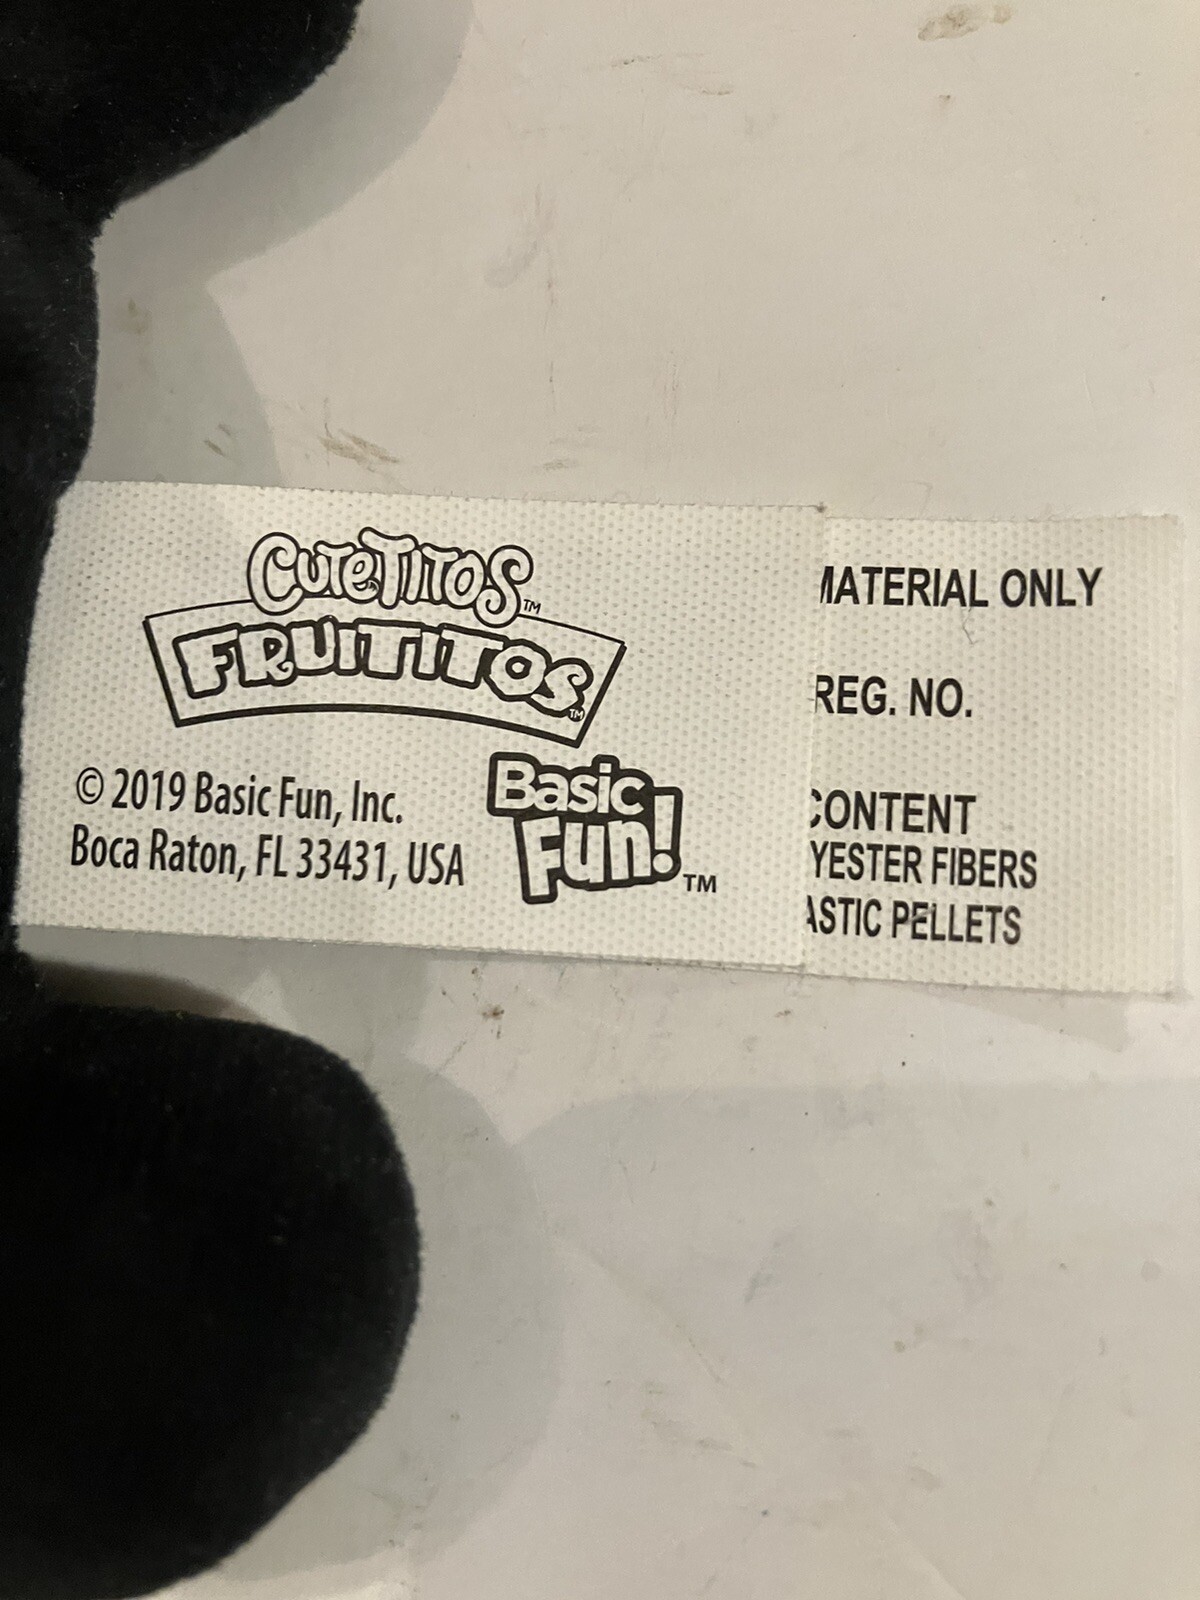 CuteTitos™
FRUITITOS™
© 2019 Basic Fun, Inc.
Boca Raton, FL 33431, USA
Basic
Fun!™
MATERIAL ONLY
REG. NO.
CONTENT
YESTER FIBERS
ASTIC PELLETS